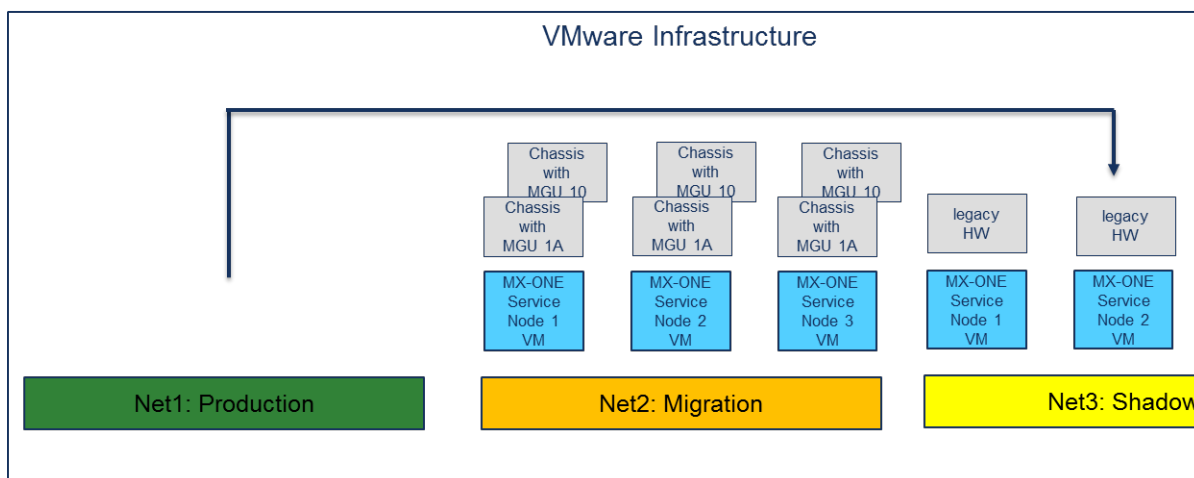 VMware Infrastructure
Chassis
with
MGU 10
Chassis
with
MGU 10
Chassis
with
MGU 10
Chassis
with
MGU 1A
Chassis
with
MGU 1A
Chassis
with
MGU 1A
legacy
HW
legacy
HW
MX-ONE
Service
Node 1
VM
MX-ONE
Service
Node 2
VM
MX-ONE
Service
Node 3
VM
MX-ONE
Service
Node 1
VM
MX-ONE
Service
Node 2
VM
Net1: Production
Net2: Migration
Net3: Shadow